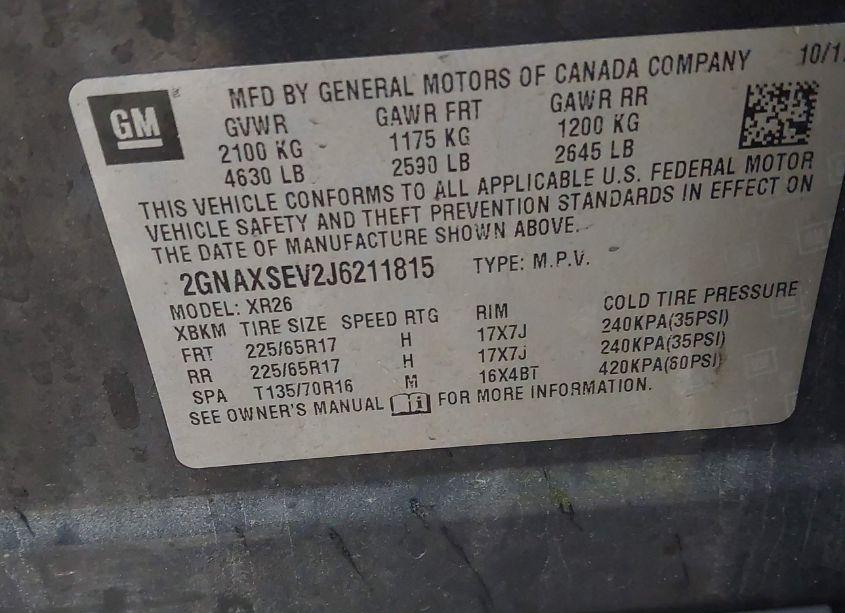 MFD BY GENERAL MOTORS OF CANADA COMPANY 10/1
GM
GVWR GAWR FRT GAWR RR
2100 KG 1175 KG 1200 KG
4630 LB 2590 LB 2645 LB
THIS VEHICLE CONFORMS TO ALL APPLICABLE U.S. FEDERAL MOTOR
VEHICLE SAFETY AND THEFT PREVENTION STANDARDS IN EFFECT ON
THE DATE OF MANUFACTURE SHOWN ABOVE.
2GNAXSEV2J6211815 TYPE: M.P.V.
MODEL: XR26
XBKM TIRE SIZE SPEED RTG RIM COLD TIRE PRESSURE
FRT 225/65R17 H 17X7J 240KPA(35PSI)
RR 225/65R17 H 17X7J 240KPA(35PSI)
SPA T135/70R16 M 16X4BT 420KPA(60PSI)
SEE OWNER'S MANUAL i FOR MORE INFORMATION.